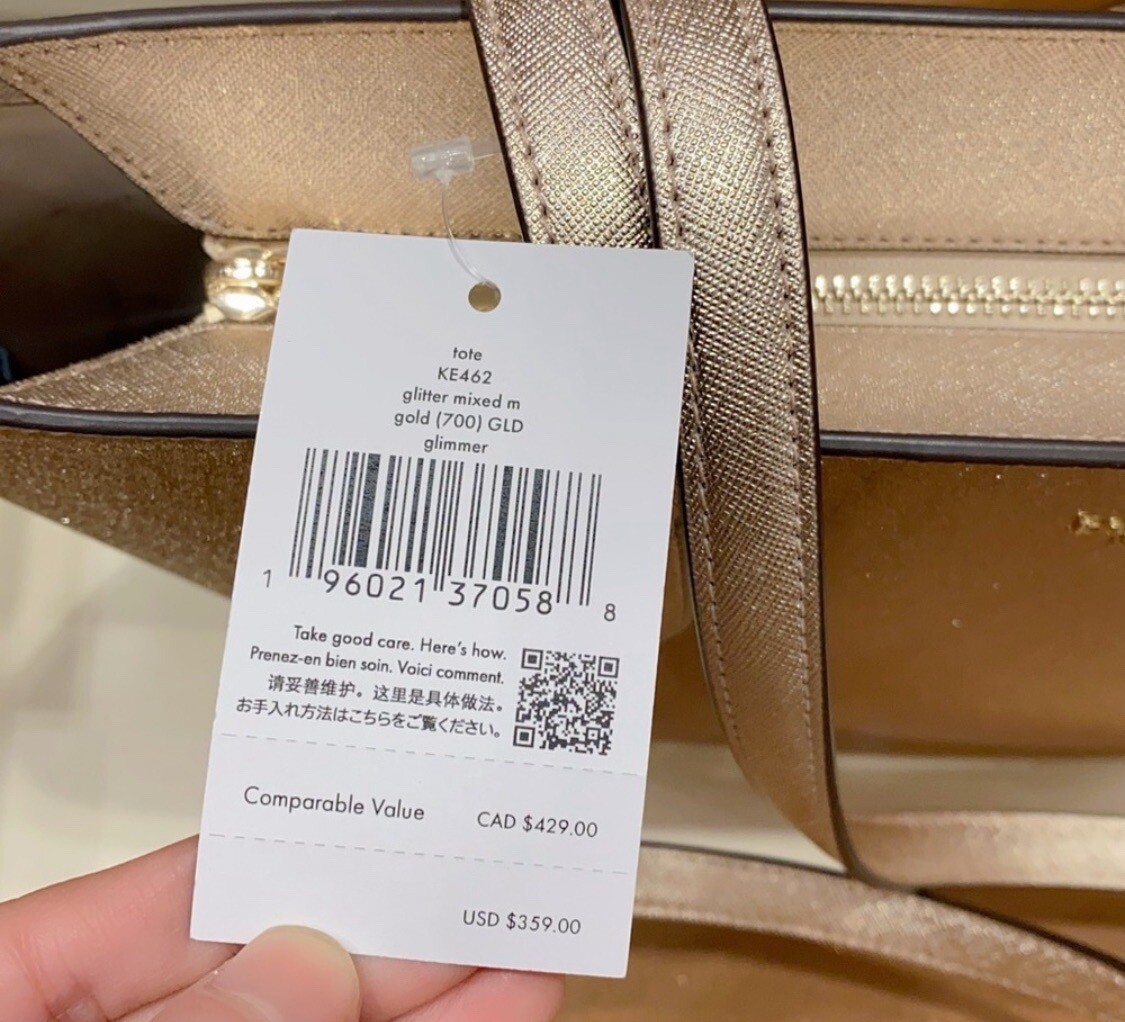 tote
KE462
glitter mixed m
gold (700) GLD
glimmer
1 96021 37058 8
Take good care. Here's how.
Prenez-en bien soin. Voici comment.
请妥善维护。这里是具体做法。
お手入れ方法はこちらをご覧ください。
Comparable Value CAD $429.00
USD $359.00